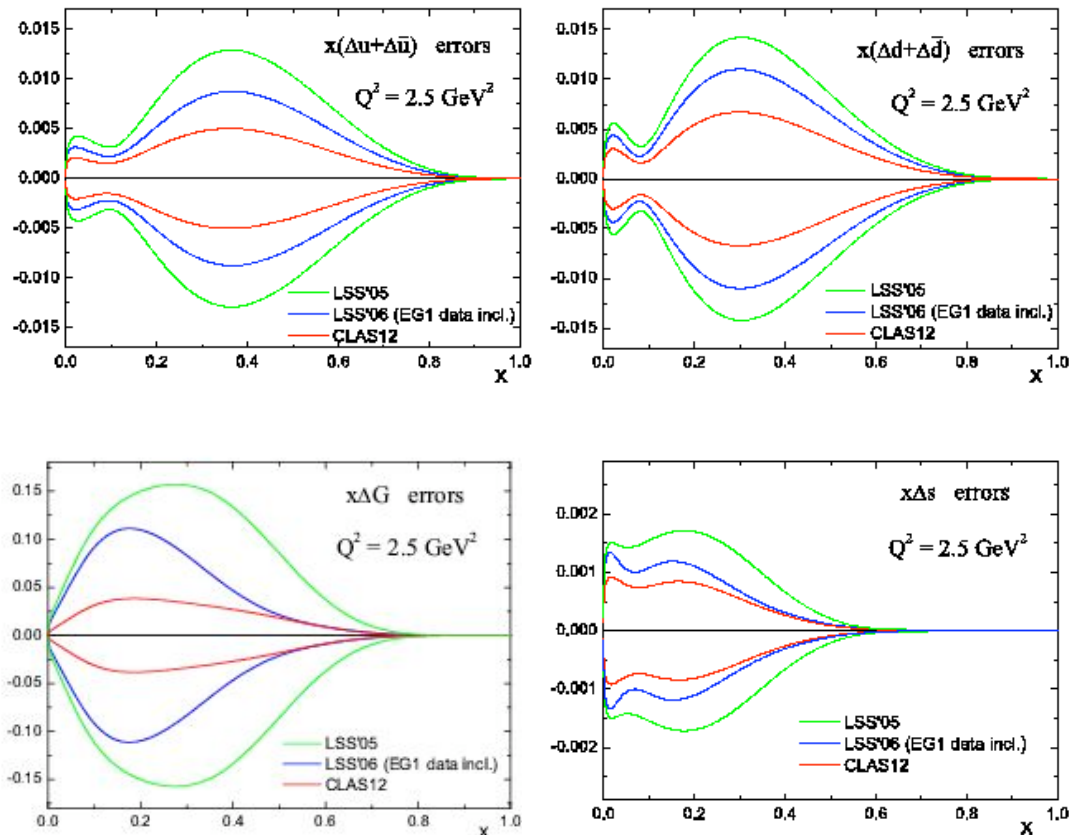 0.015
0.010
0.005
0.000
-0.005
-0.010
-0.015
x(Δu+Δū) errors
Q² = 2.5 GeV²
LSS'05
LSS'06 (EG1 data incl.)
CLAS12
0.0 0.2 0.4 0.6 0.8 1.0
X
0.015
0.010
0.005
0.000
-0.005
-0.010
-0.015
x(Δd+Δd̄) errors
Q² = 2.5 GeV²
LSS'05
LSS'06 (EG1 data incl.)
CLAS12
0.0 0.2 0.4 0.6 0.8 1.0
X
0.15
0.10
0.05
0.00
-0.05
-0.10
-0.15
xΔG errors
Q² = 2.5 GeV²
LSS'05
LSS'06 (EG1 data incl.)
CLAS12
0.0 0.2 0.4 0.6 0.8 1.0
X
0.002
0.001
0.000
-0.001
-0.002
xΔs errors
Q² = 2.5 GeV²
LSS'05
LSS'06 (EG1 data incl.)
CLAS12
0.0 0.2 0.4 0.6 0.8 1.0
X